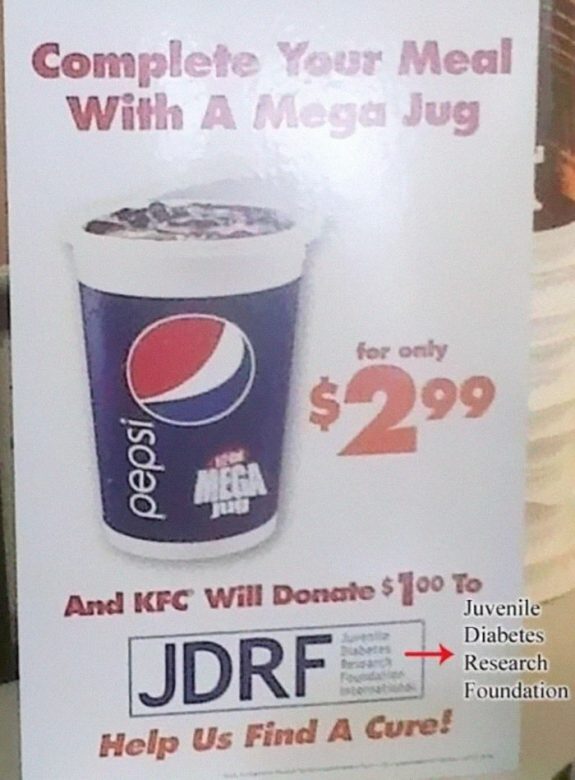 Complete Your Meal
With A Mega Jug
for only
$2.99
pepsi
MEGA
Jug
And KFC Will Donate $1.00 To
JDRF
Juvenile
Diabetes
Research
Foundation
International
Juvenile
Diabetes
Research
Foundation
Help Us Find A Cure!